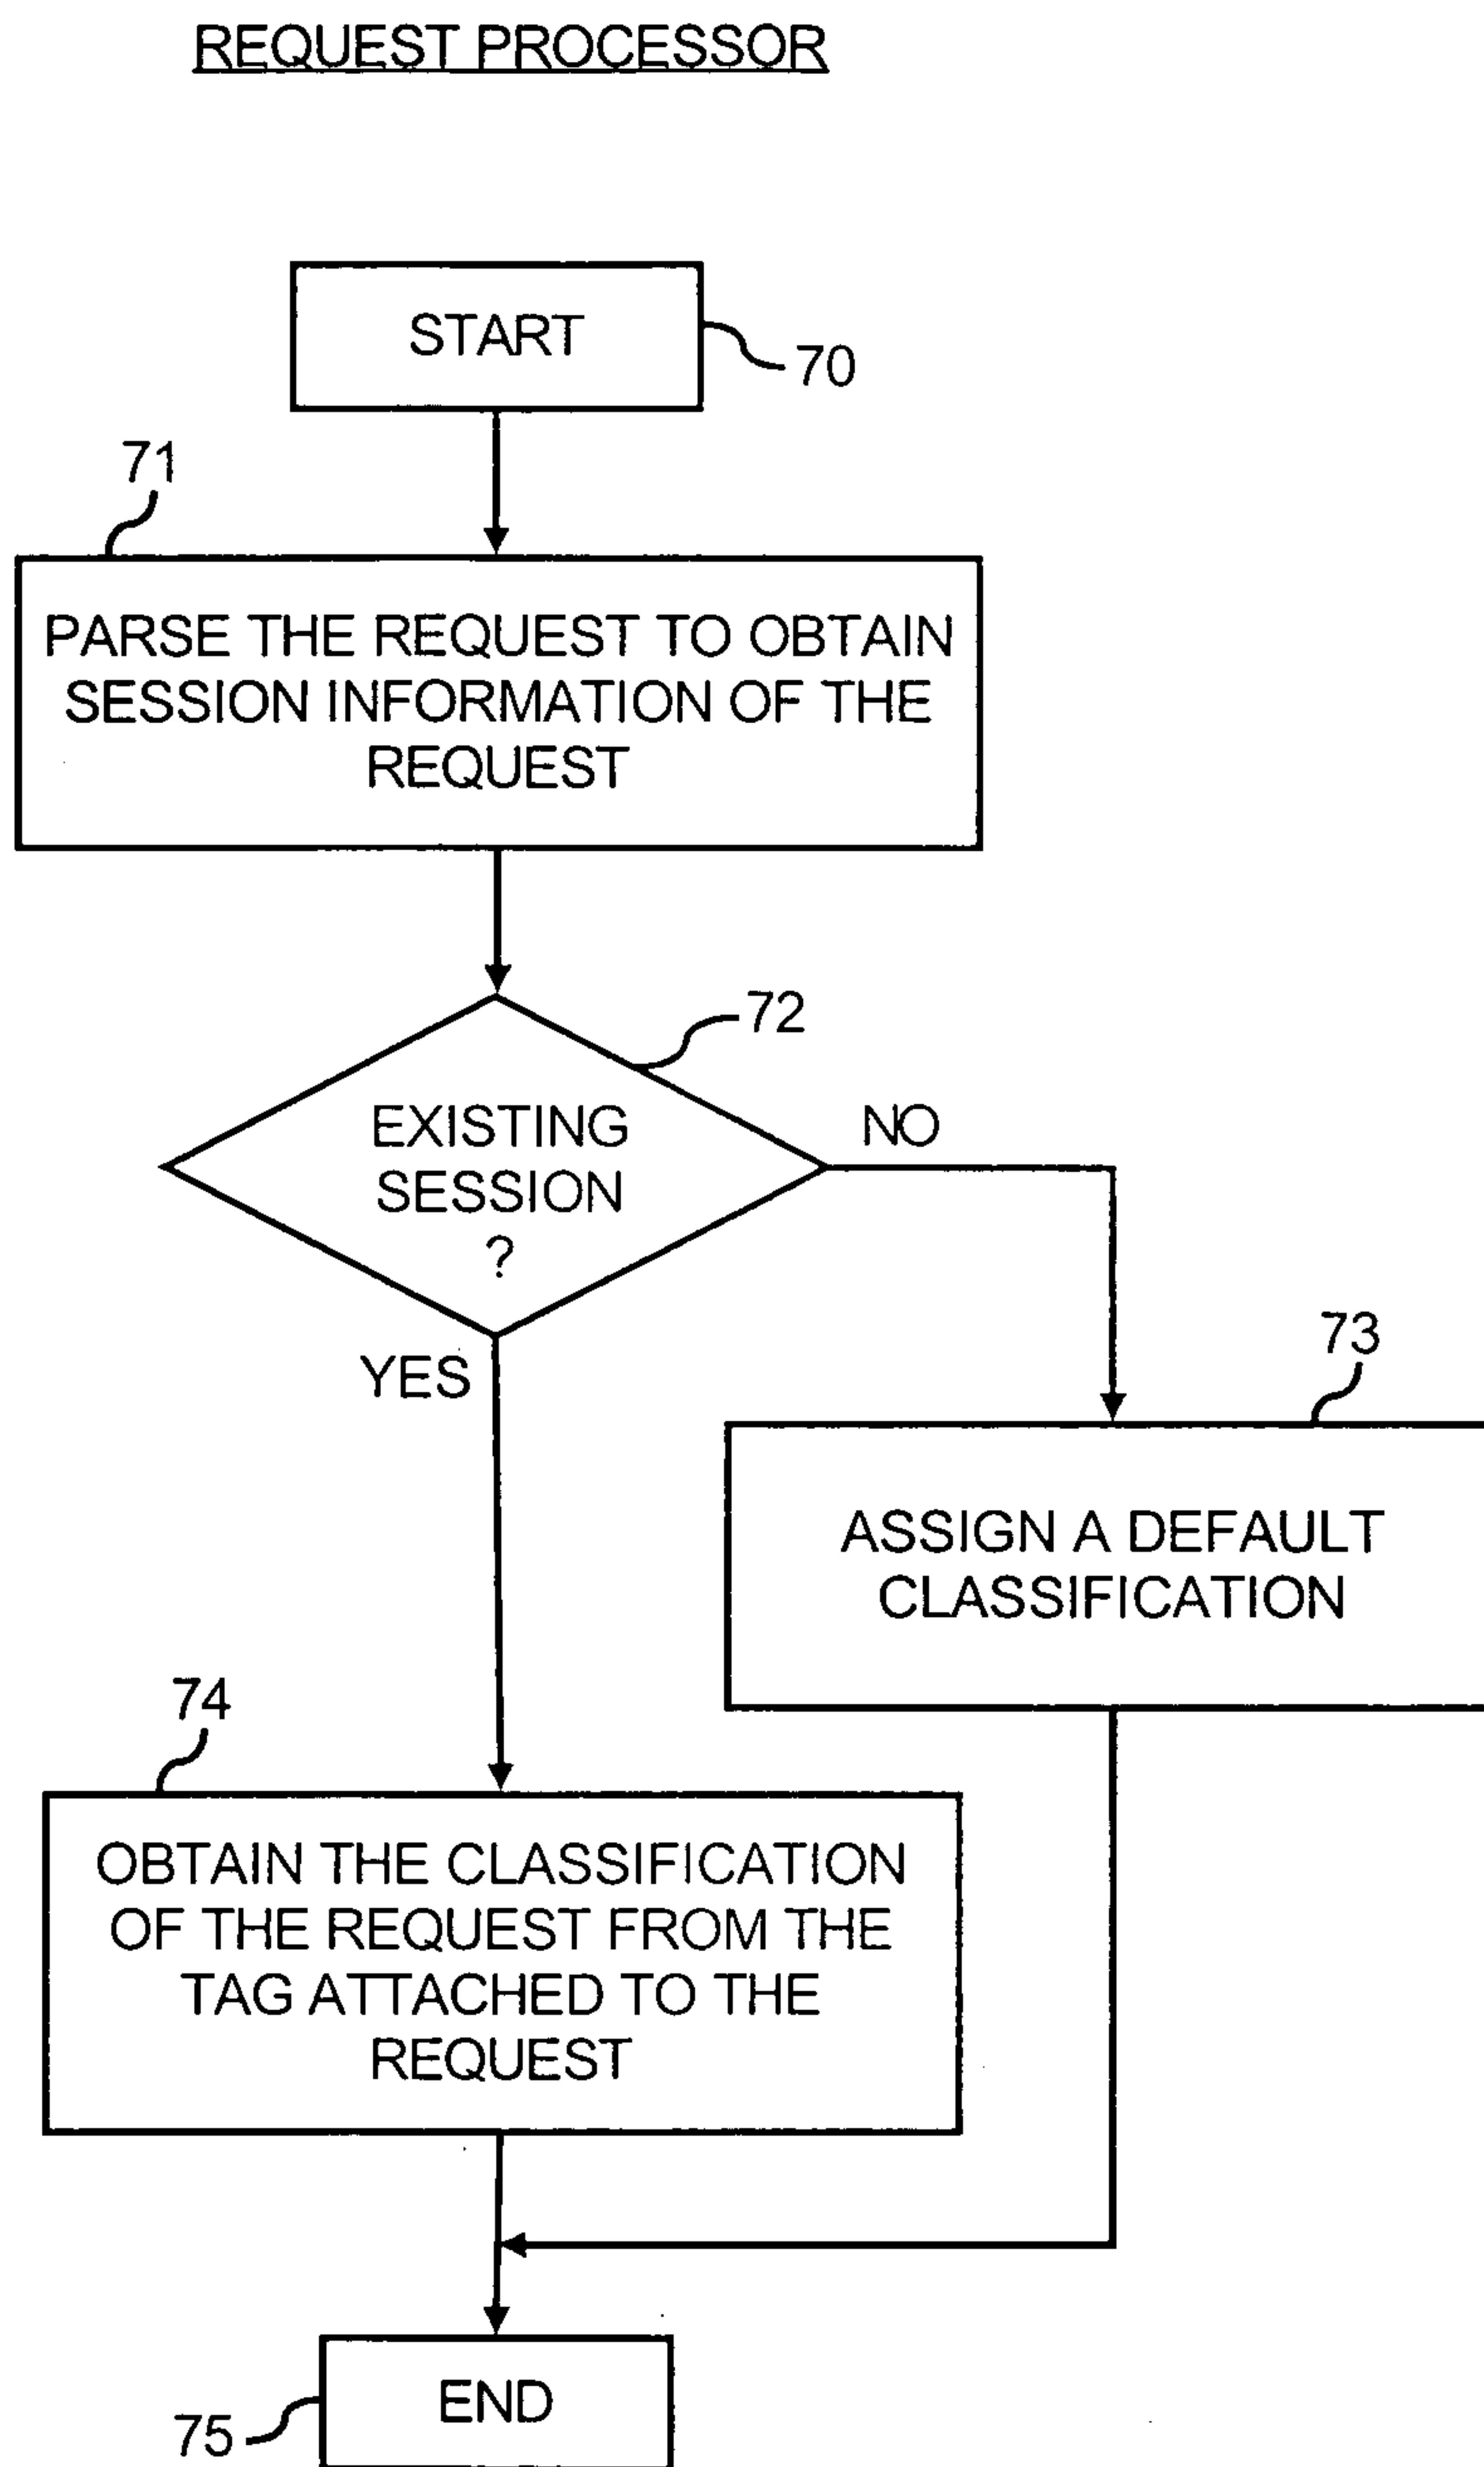 REQUEST PROCESSOR
START
70
71
PARSE THE REQUEST TO OBTAIN
SESSION INFORMATION OF THE
REQUEST
72
EXISTING
SESSION
?
NO
YES
73
ASSIGN A DEFAULT
CLASSIFICATION
74
OBTAIN THE CLASSIFICATION
OF THE REQUEST FROM THE
TAG ATTACHED TO THE
REQUEST
END
75